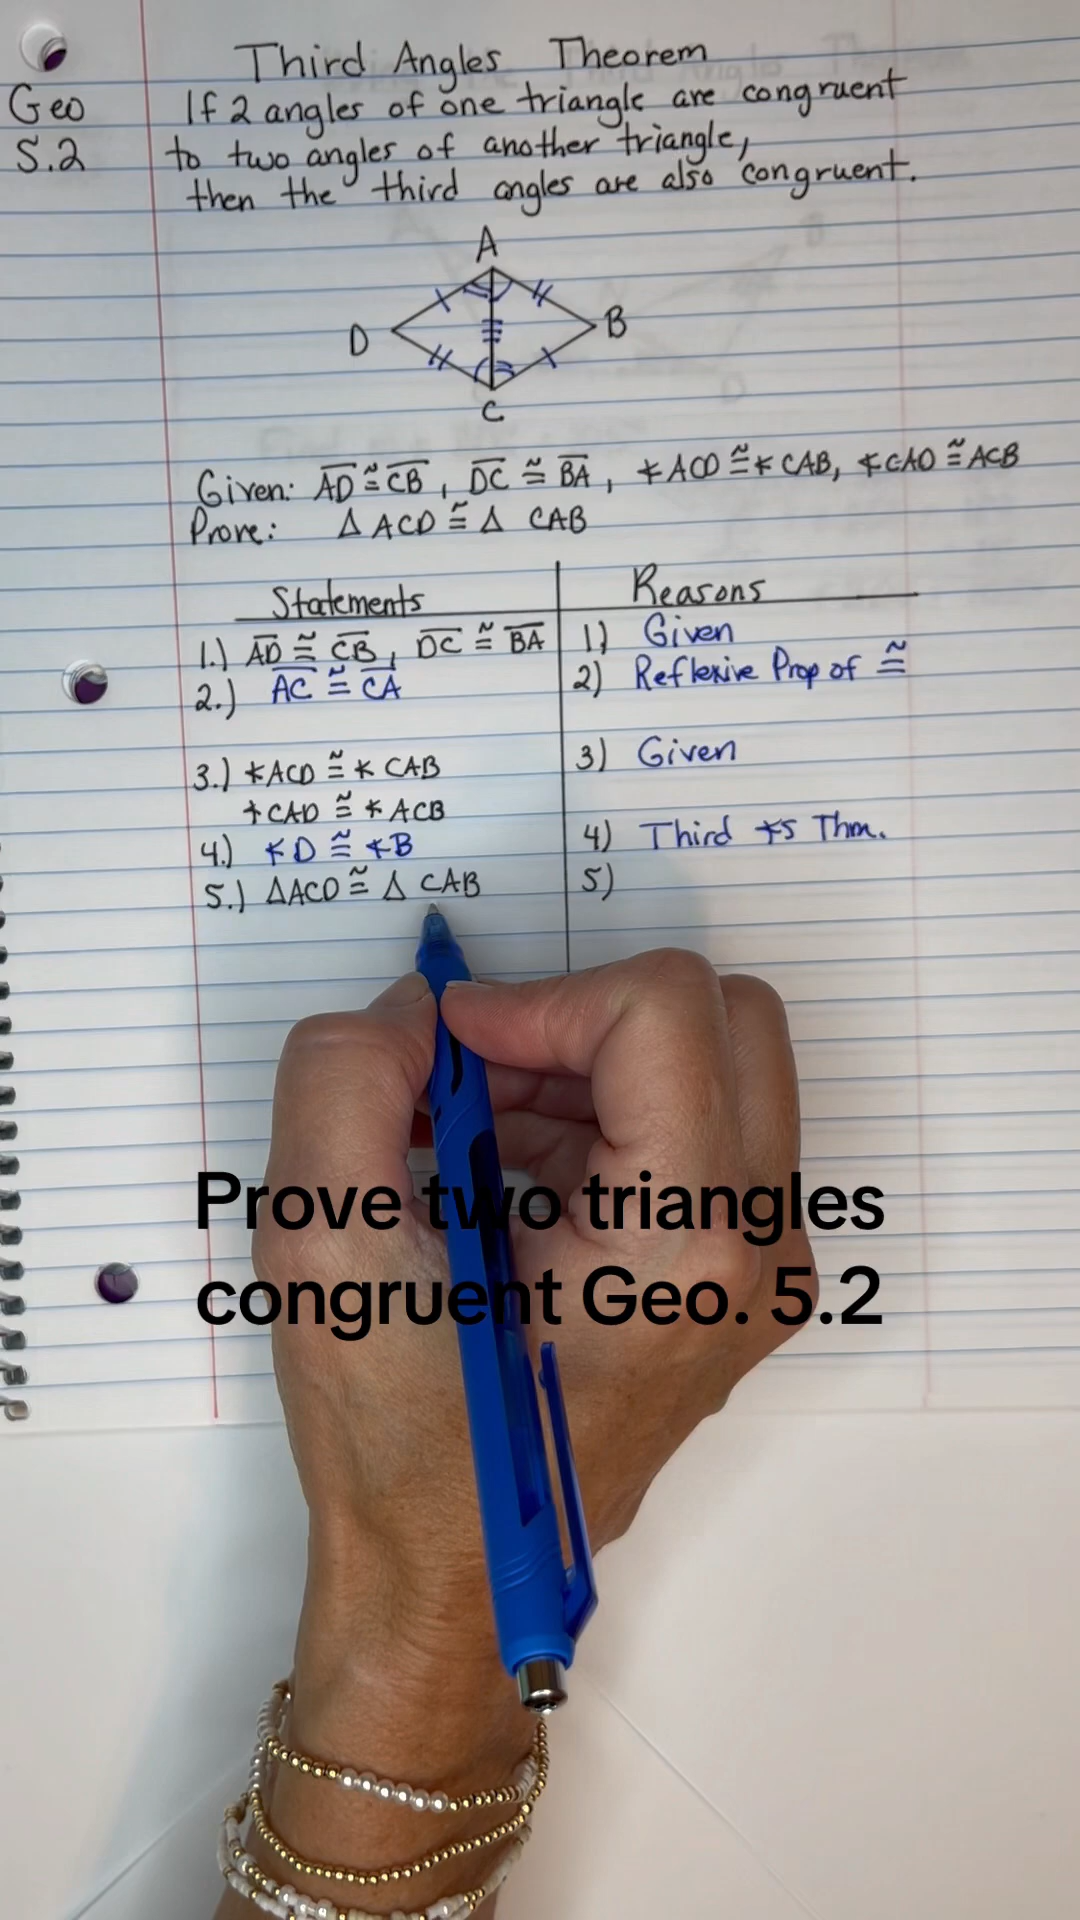 Third Angles Theorem
Geo
5.2
If 2 angles of one triangle are congruent
to two angles of another triangle,
then the third angles are also congruent.
A
D
B
C
Given: AD ≅ CB, DC ≅ BA, ∡ACD ≅ ∡CAB, ∡CAD ≅ ACB
Prove: △ACD ≅ △CAB
Statements
Reasons
1.) AD ≅ CB, DC ≅ BA
1) Given
2.) AC ≅ CA
2) Reflexive Prop of ≅
3.) ∡ACD ≅ ∡CAB
3) Given
∡CAD ≅ ∡ACB
4.) ∡D ≅ ∡B
4) Third ∡s Thm.
5.) △ACD ≅ △CAB
5)
Prove two triangles
congruent Geo. 5.2